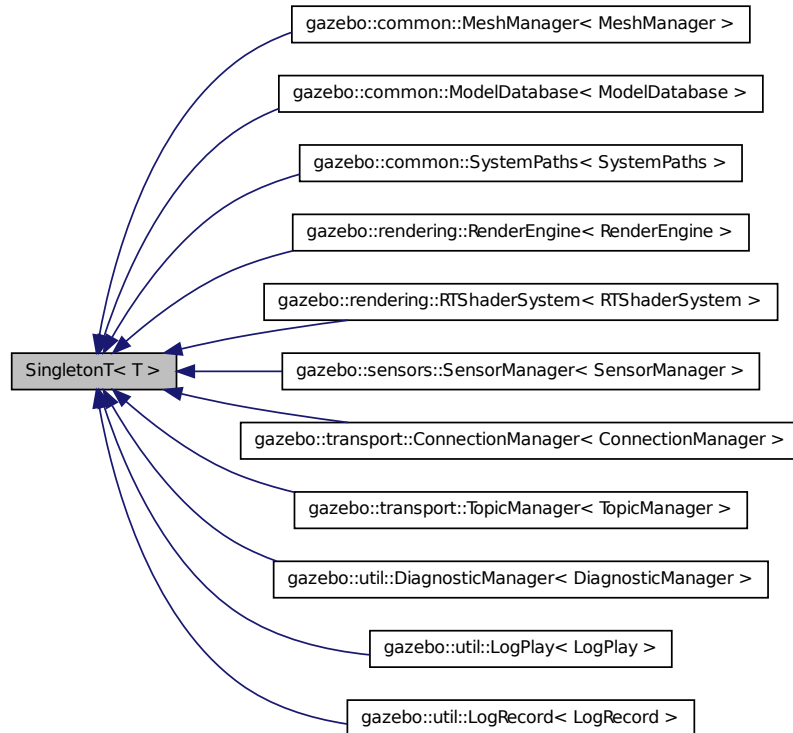 gazebo::common::MeshManager< MeshManager >
gazebo::common::ModelDatabase< ModelDatabase >
gazebo::common::SystemPaths< SystemPaths >
gazebo::rendering::RenderEngine< RenderEngine >
gazebo::rendering::RTShaderSystem< RTShaderSystem >
SingletonT< T >
gazebo::sensors::SensorManager< SensorManager >
gazebo::transport::ConnectionManager< ConnectionManager >
gazebo::transport::TopicManager< TopicManager >
gazebo::util::DiagnosticManager< DiagnosticManager >
gazebo::util::LogPlay< LogPlay >
gazebo::util::LogRecord< LogRecord >